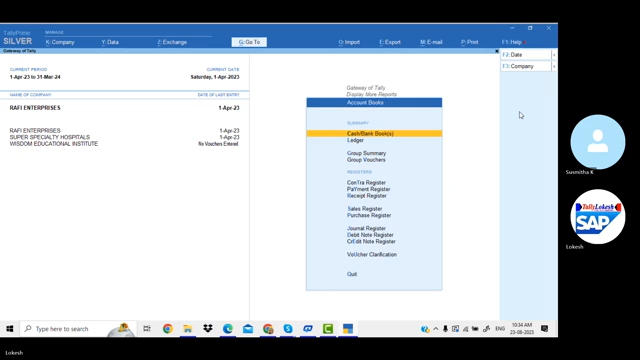 TallyPrime
SILVER
MANAGE
K: Company
Y: Data
Z: Exchange
G: Go To
O: Import
E: Export
M: E-mail
P: Print
F1: Help
Gateway of Tally
F2: Date
F3: Company
CURRENT PERIOD
CURRENT DATE
1-Apr-23 to 31-Mar-24
Saturday, 1-Apr-2023
NAME OF COMPANY
DATE OF LAST ENTRY
RAFI ENTERPRISES
1-Apr-23
RAFI ENTERPRISES
1-Apr-23
SUPER SPECIALTY HOSPITALS
-Apr-23
WISDOM EDUCATIONAL INSTITUTE
No Vouchers Entered
Gateway of Tally
Display More Reports
Account Books
SUMMARY
Cash/Bank Book(s)
Ledger
Group Summary
Group Vouchers
REGISTERS
ConTra Register
PaYment Register
Receipt Register
Sales Register
Purchase Register
Journal Register
Debit Note Register
CrEdit Note Register
VoUcher Clarification
Quit
Susmitha K
TallyLokesh
SAP
Lokesh
Type here to search
ENG
10:34 AM
23-08-2023
Lokesh